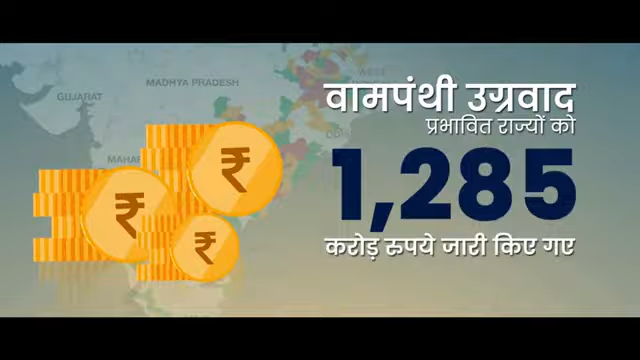 MADHYA PRADESH
GUJARAT
वामपंथी उग्रवाद
प्रभावित राज्यों को
1,285
करोड़ रुपये जारी किए गए
₹
₹
₹